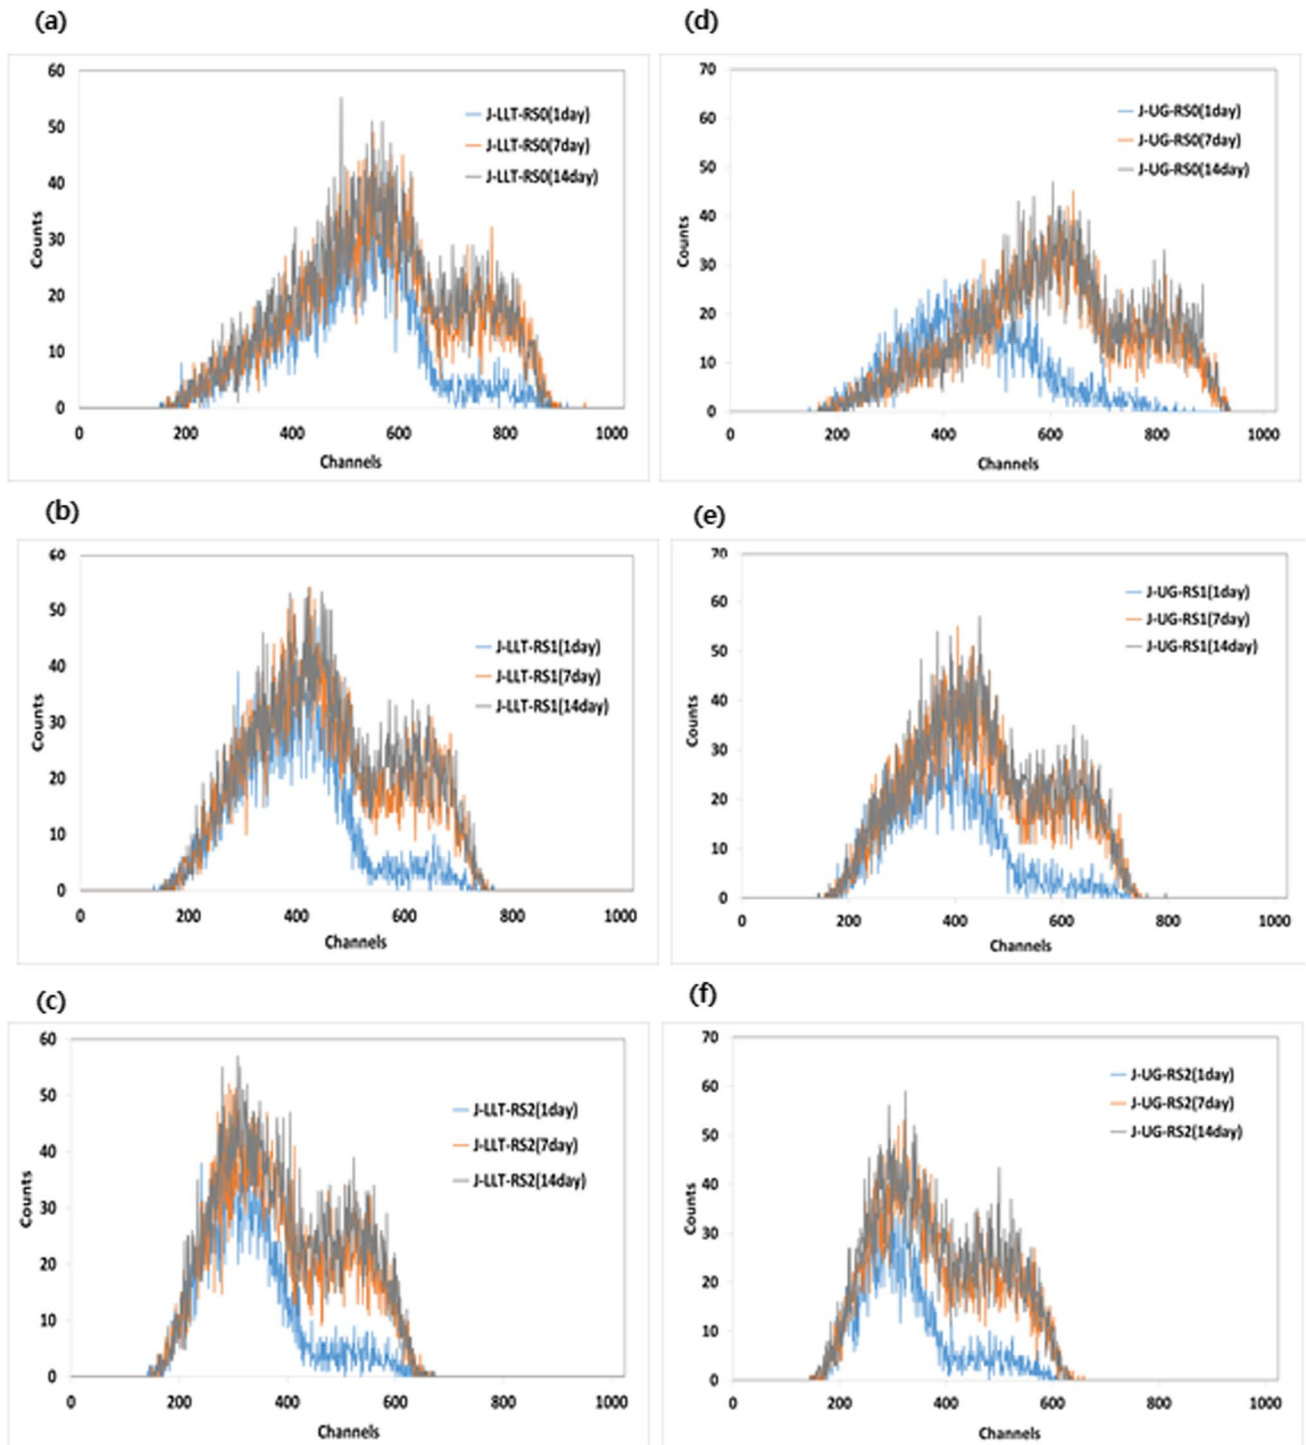 (a)
60
50
40
30
20
10
0
Counts
J-LLT-RS0(1day)
J-LLT-RS0(7day)
J-LLT-RS0(14day)
0 200 400 600 800 1000
Channels
(d)
70
60
50
40
30
20
10
0
Counts
J-UG-RS0(1day)
J-UG-RS0(7day)
J-UG-RS0(14day)
0 200 400 600 800 1000
Channels
(b)
60
50
40
30
20
10
0
Counts
J-LLT-RS1(1day)
J-LLT-RS1(7day)
J-LLT-RS1(14day)
0 200 400 600 800 1000
Channels
(e)
70
60
50
40
30
20
10
0
Counts
J-UG-RS1(1day)
J-UG-RS1(7day)
J-UG-RS1(14day)
0 200 400 600 800 1000
Channels
(c)
60
50
40
30
20
10
0
Counts
J-LLT-RS2(1day)
J-LLT-RS2(7day)
J-LLT-RS2(14day)
0 200 400 600 800 1000
Channels
(f)
70
60
50
40
30
20
10
0
Counts
J-UG-RS2(1day)
J-UG-RS2(7day)
J-UG-RS2(14day)
0 200 400 600 800 1000
Channels